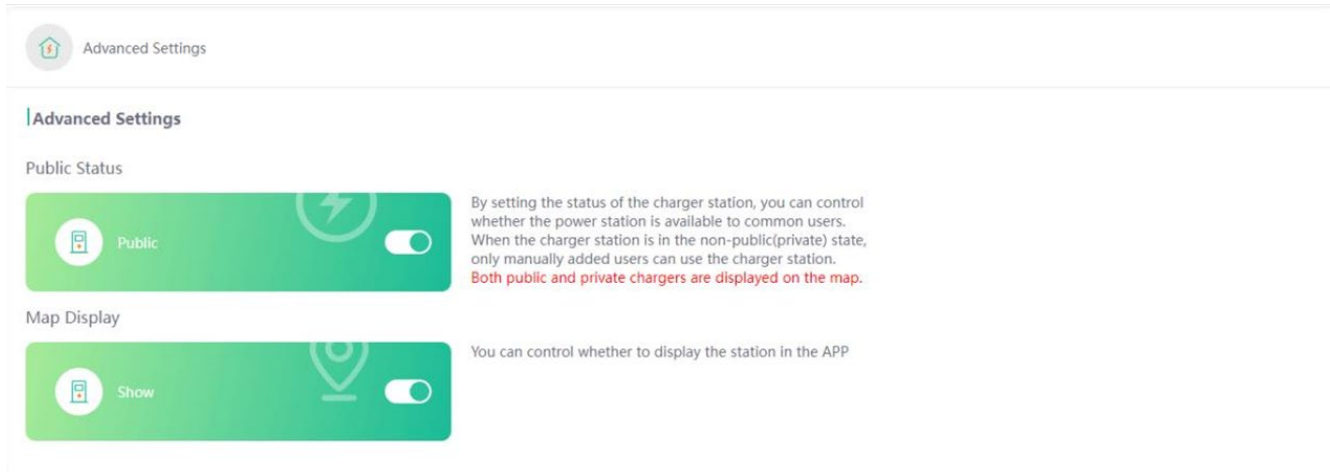 Advanced Settings
Advanced Settings
Public Status
Public
By setting the status of the charger station, you can control
whether the power station is available to common users.
When the charger station is in the non-public(private) state,
only manually added users can use the charger station.
Both public and private chargers are displayed on the map.
Map Display
Show
You can control whether to display the station in the APP